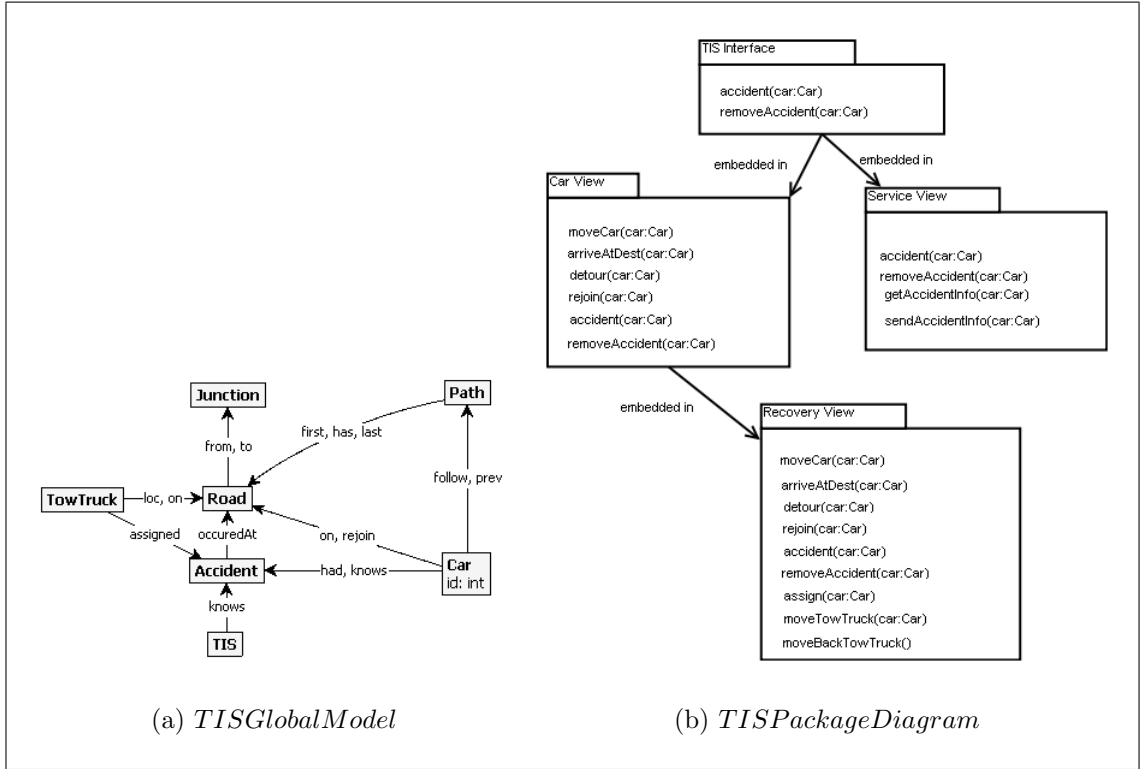 Junction
Path
first, has, last
from, to
follow, prev
TowTruck
loc, on
Road
assigned
occuredAt
on, rejoin
Accident
had, knows
Car
id: int
knows
TIS
(a) TISGlobalModel
TIS Interface
accident(car:Car)
removeAccident(car:Car)
embedded in
embedded in
Car View
moveCar(car:Car)
arriveAtDest(car:Car)
detour(car:Car)
rejoin(car:Car)
accident(car:Car)
removeAccident(car:Car)
Service View
accident(car:Car)
removeAccident(car:Car)
getAccidentInfo(car:Car)
sendAccidentInfo(car:Car)
embedded in
Recovery View
moveCar(car:Car)
arriveAtDest(car:Car)
detour(car:Car)
rejoin(car:Car)
accident(car:Car)
removeAccident(car:Car)
assign(car:Car)
moveTowTruck(car:Car)
moveBackTowTruck()
(b) TISPackageDiagram